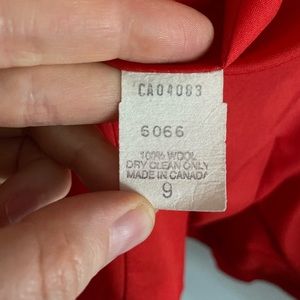 CA04083
6066
100% WOOL
DRY CLEAN ONLY
MADE IN CANADA
9